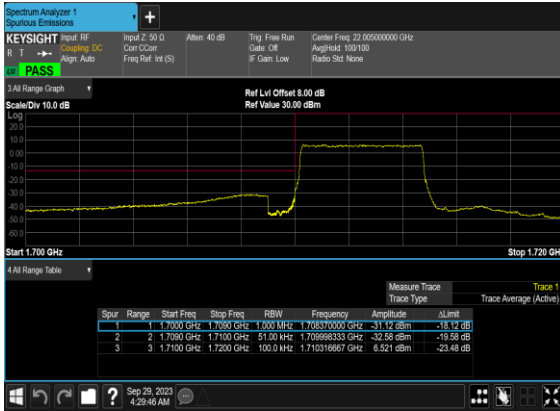 Spectrum Analyzer 1
Spurious Emissions
+
KEYSIGHT Input: RF Input Z: 50 Ω Atten: 40 dB Trig: Free Run Center Freq: 22.005000000 GHz
R T Coupling: DC Corr CCorr Gate: Off Avg|Hold: 100/100
Align: Auto Freq Ref: Int (S) IF Gain: Low Radio Std: None
PASS
3 All Range Graph
Ref Lvl Offset 8.00 dB
Scale/Div 10.0 dB Ref Value 30.00 dBm
Log
20.0
10.0
0.00
-10.0
-20.0
-30.0
-40.0
-50.0
-60.0
Start 1.700 GHz Stop 1.720 GH
4 All Range Table
Measure Trace Trace 1
Trace Type Trace Average (Active)
Spur Range Start Freq Stop Freq RBW Frequency Amplitude ΔLimit
1 1 1.7000 GHz 1.7090 GHz 1.000 MHz 1.708370000 GHz -31.12 dBm -18.12 dB
2 2 1.7090 GHz 1.7100 GHz 51.00 kHz 1.709998333 GHz -32.58 dBm -19.58 dB
3 3 1.7100 GHz 1.7200 GHz 100.0 kHz 1.710316667 GHz 6.521 dBm -23.48 dB
? Sep 29, 2023
4:29:46 AM